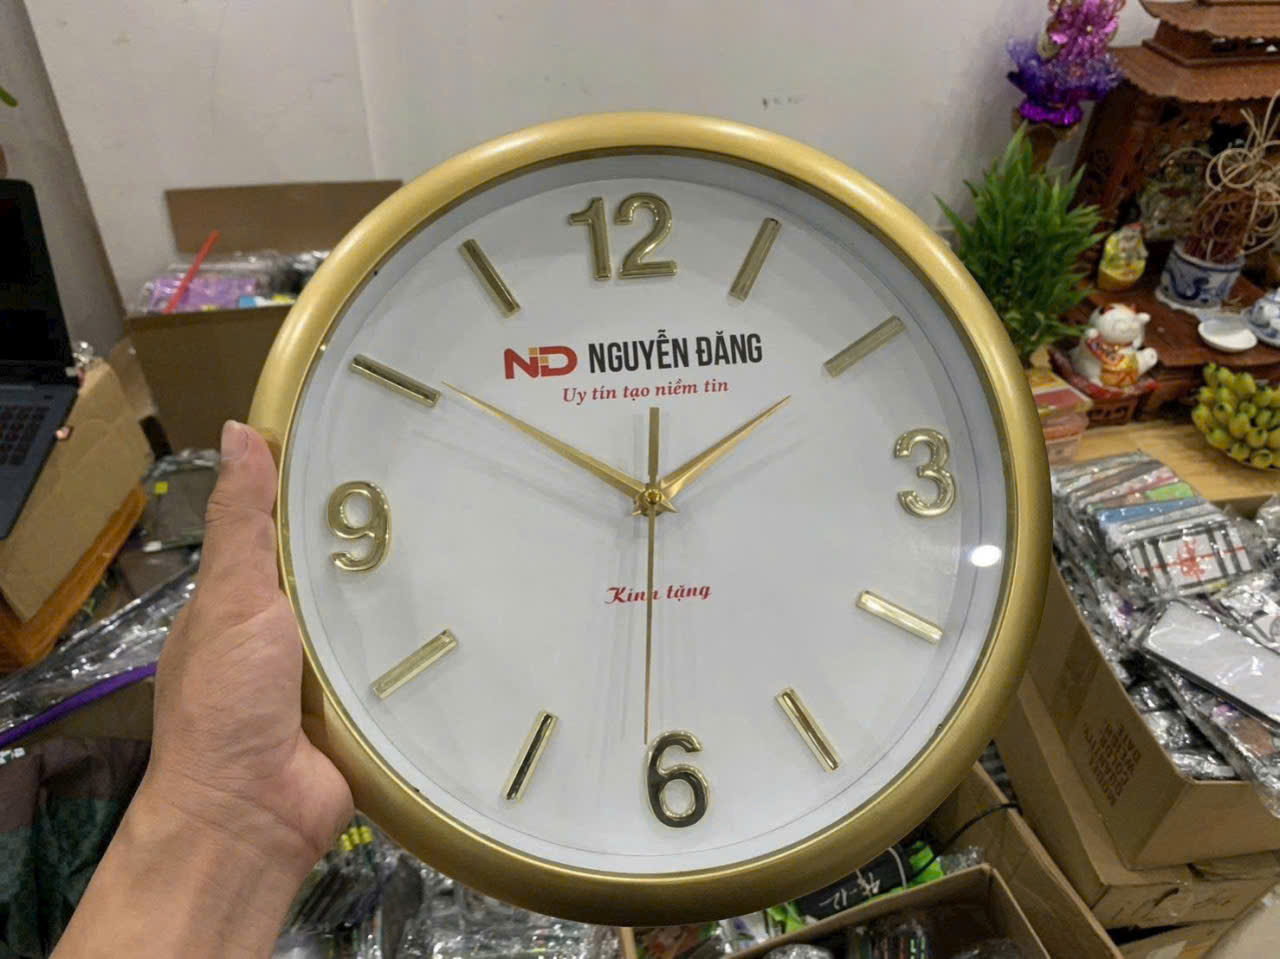 12
ND NGUYỄN ĐĂNG
Uy tín tạo niềm tin
3
9
Kính tặng
6